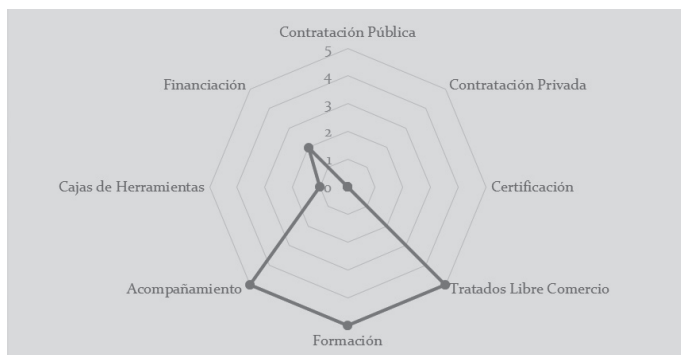 Contratación Pública
5
Financiación
4
Contratación Privada
3
2
1
Cajas de Herramientas
0
Certificación
Acompañamiento
Tratados Libre Comercio
Formación